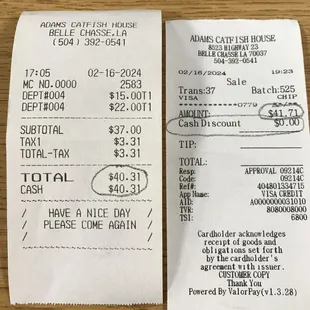 ADAMS CATFISH HOUSE
BELLE CHASSE.LA
(504) 392-0541
17:05 02-16-2024
MC NO.0000 2583
DEPT#004 $15.00T1
DEPT#004 $22.00T1
SUBTOTAL $37.00
TAX1 $3.31
TOTAL-TAX $3.31
TOTAL $40.31
CASH $40.31
/ HAVE A NICE DAY /
/ PLEASE COME AGAIN /
ADAMS CATFISH HOUSE
8523 HIGHWAY 23
BELLE CHASSE LA 70037
504-392-0541
02/16/2024 19:23
Sale
Trans:37 Batch:525
VISA CHIP
0779
AMOUNT: $41.71
Cash Discount $0.00
TIP:
TOTAL:
Resp: APPROVAL 09214C
Code: 09214C
Ref#: 404801334715
App Name: VISA CREDIT
AID: A0000000031010
TVR: 8080008000
TSI: 6800
Cardholder acknowledges
receipt of goods and
obligations set forth
by the cardholder's
agreement with issuer.
CUSTOMER COPY
Thank You
Powered By ValorPay(v1.3.28)